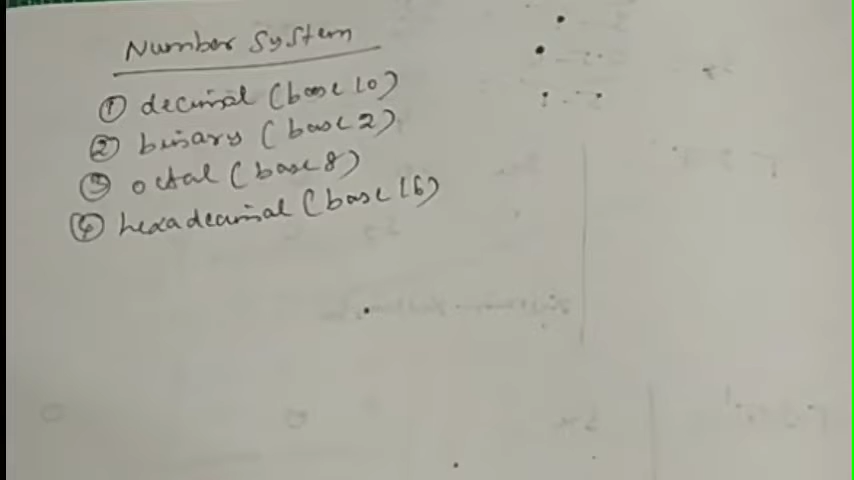 Number System
① decimal (base 10)
② binary (base 2)
③ octal (base 8)
④ hexadecimal (base 16)